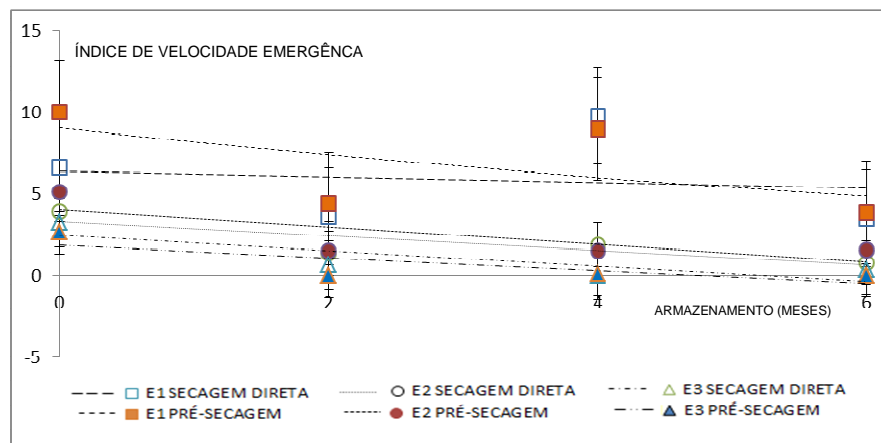 15
ÍNDICE DE VELOCIDADE EMERGÊNCA
10
5
0
0 2 4 6
ARMAZENAMENTO (MESES)
-5
E1 SECAGEM DIRETA E2 SECAGEM DIRETA E3 SECAGEM DIRETA
E1 PRÉ-SECAGEM E2 PRÉ-SECAGEM E3 PRÉ-SECAGEM